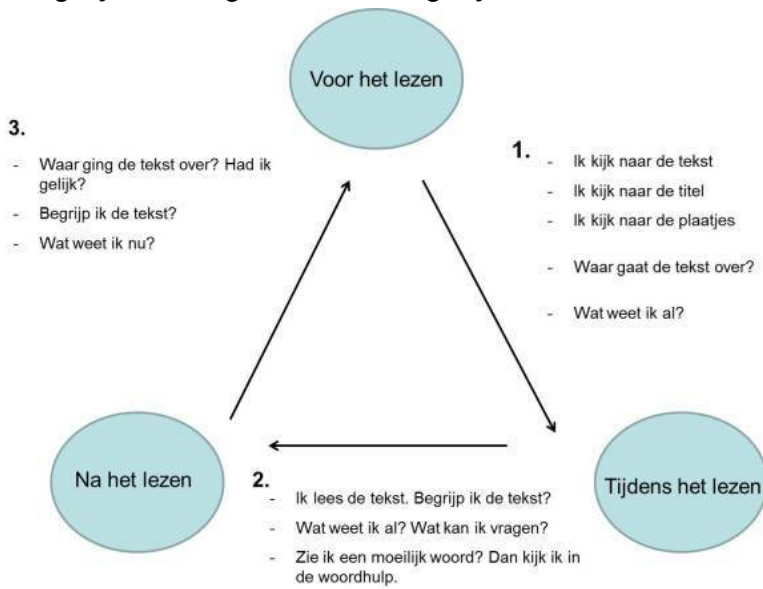 Voor het lezen
1.
- Ik kijk naar de tekst
- Ik kijk naar de titel
- Ik kijk naar de plaatjes
- Waar gaat de tekst over?
- Wat weet ik al?
Tijdens het lezen
2.
- Ik lees de tekst. Begrijp ik de tekst?
- Wat weet ik al? Wat kan ik vragen?
- Zie ik een moeilijk woord? Dan kijk ik in
de woordhulp.
Na het lezen
3.
- Waar ging de tekst over? Had ik
gelijk?
- Begrijp ik de tekst?
- Wat weet ik nu?